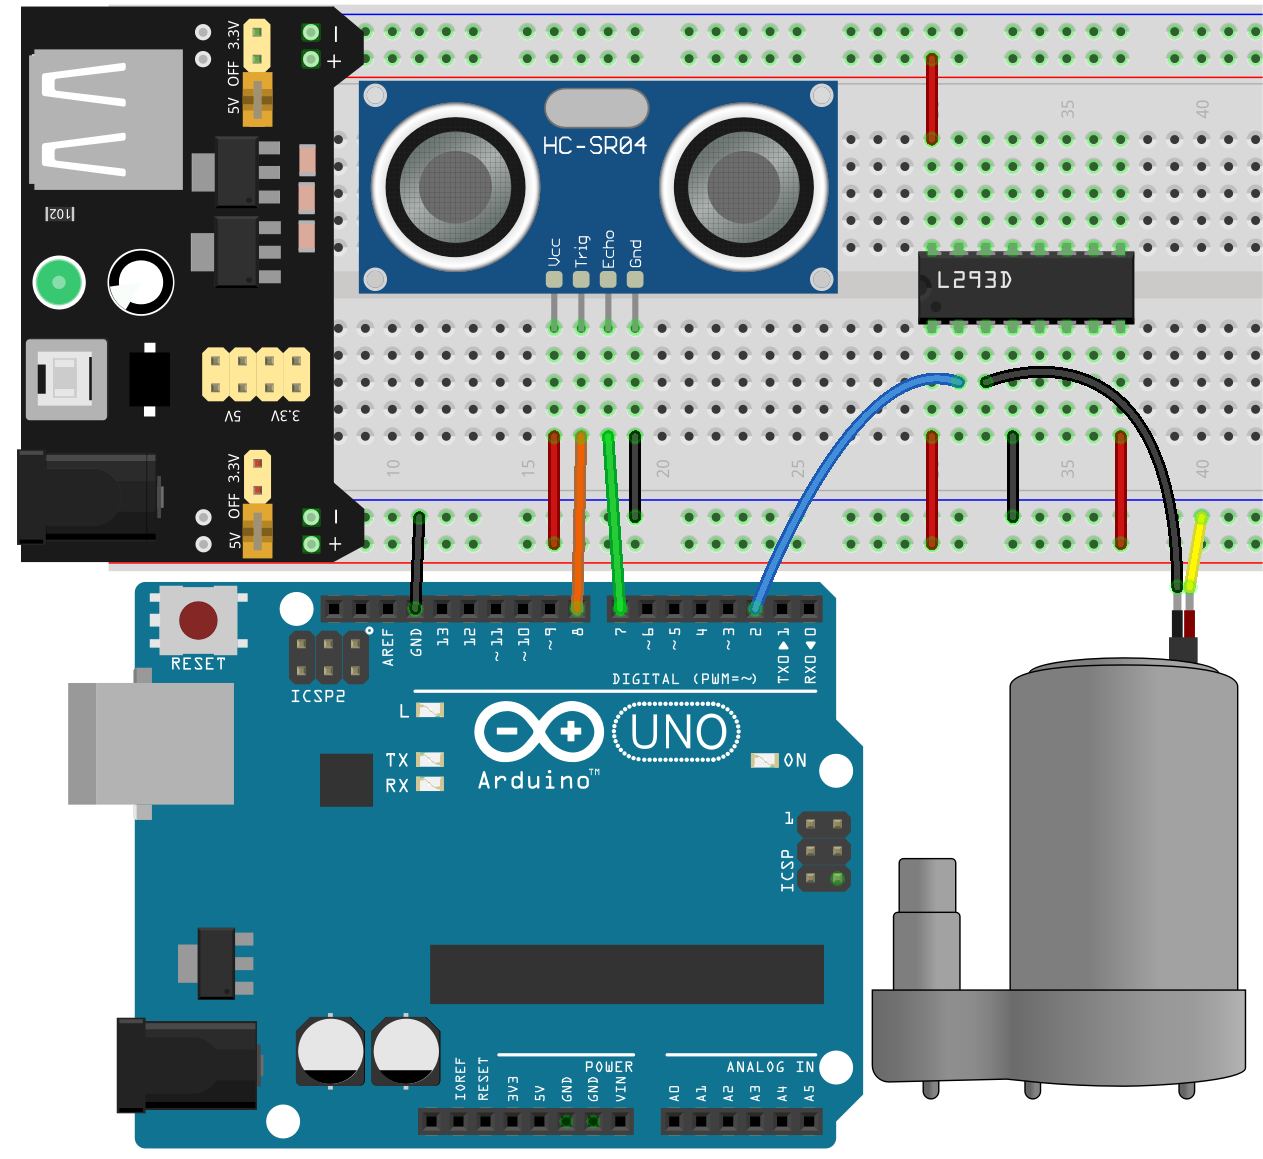 3.3V
OFF
5V
-
+
102
5V
3.3V
3.3V
OFF
5V
-
+
HC-SR04
Vcc
Trig
Echo
Gnd
L293D
35
40
10
15
20
25
35
40
RESET
ICSP2
AREF
GND
13
12
~11
~10
~9
8
7
~6
~5
4
~3
2
TX0▶1
RX0◀0
DIGITAL (PWM=~)
L
TX
RX
UNO
Arduino™
ON
1
ICSP
IOREF
RESET
3V3
5V
GND
GND
VIN
POWER
ANALOG IN
A0
A1
A2
A3
A4
A5